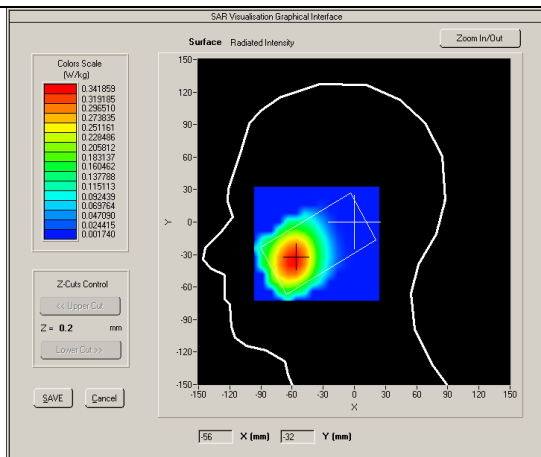 SAR Visualisation Graphical Interface
Surface Radiated Intensity
Zoom In/Out
Colors Scale
(W/kg)
0.341859
0.319185
0.296510
0.273835
0.251161
0.228486
0.205812
0.183137
0.160462
0.137788
0.115113
0.092439
0.069764
0.047090
0.024415
0.001740
Z-Cuts Control
<< Upper Cut
Z = 0.2 mm
Lower Cut >>
SAVE Cancel
150
120
90
60
30
0
-30
-60
-90
-120
-150
Y
-150 -120 -90 -60 -30 0 30 60 90 120 150
X
-56 X (mm) -32 Y (mm)